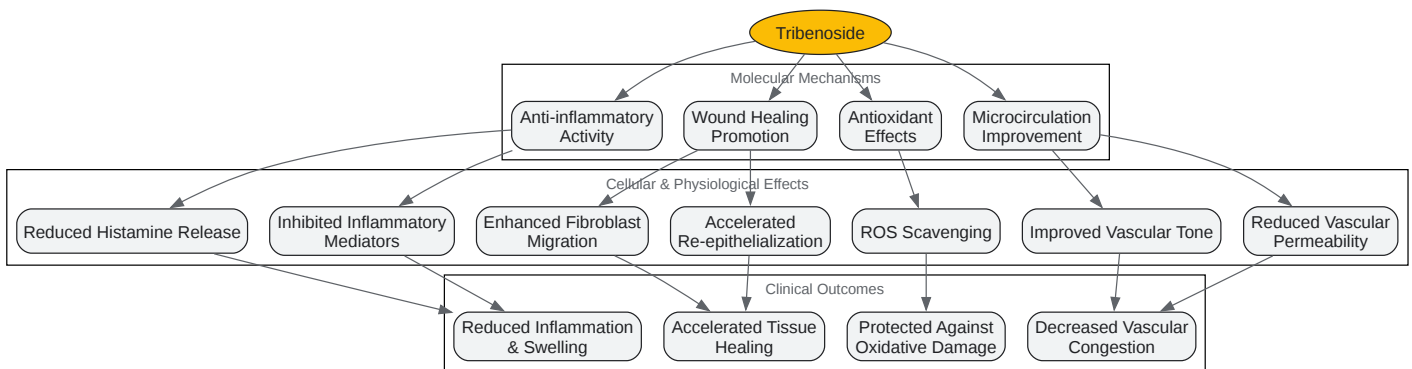 Tribenoside
Molecular Mechanisms
Anti-inflammatory
Activity
Wound Healing
Promotion
Antioxidant
Effects
Microcirculation
Improvement
Cellular & Physiological Effects
Reduced Histamine Release
Inhibited Inflammatory
Mediators
Enhanced Fibroblast
Migration
Accelerated
Re-epithelialization
ROS Scavenging
Improved Vascular Tone
Reduced Vascular
Permeability
Clinical Outcomes
Reduced Inflammation
& Swelling
Accelerated Tissue
Healing
Protected Against
Oxidative Damage
Decreased Vascular
Congestion